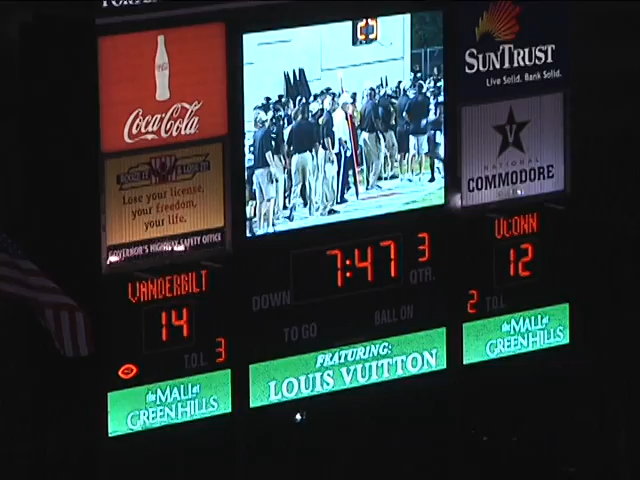 Coca-Cola
SUNTRUST
Live Solid. Bank Solid.
NATIONAL
COMMODORE
Lose your license,
your freedom,
your life.
GOVERNOR'S HIGHWAY SAFETY OFFICE
VANDERBILT
14
T.O.L 3
7:47 3
QTR.
DOWN
TO GO
BALL ON
UCONN
12
2 T.O.L
the MALL at
GREEN HILLS
FEATURING:
LOUIS VUITTON
the MALL at
GREEN HILLS